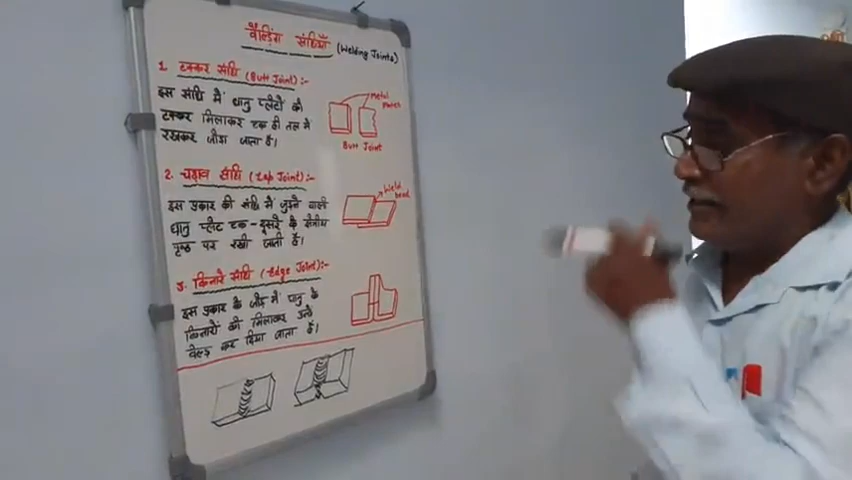 वैल्डिंग संधियाँ (Welding Joints)
1. टक्कर संधि (Butt Joint):-
इस संधि में धातु प्लेटों को
टक्कर मिलाकर एक ही तल में
रखकर जोड़ा जाता है।
Metal
Butt Joint
2. चढ़ाव संधि (Lap Joint):-
इस प्रकार की संधि में जुड़ने वाली
धातु प्लेट एक-दूसरे के
पृष्ठ पर रखी जाती है।
Weld
bead
3. किनारे संधि (Edge Joint):-
इस प्रकार के जोड़ में धातु के
किनारों को मिलाकर उन्हें
वेल्ड कर दिया जाता है।